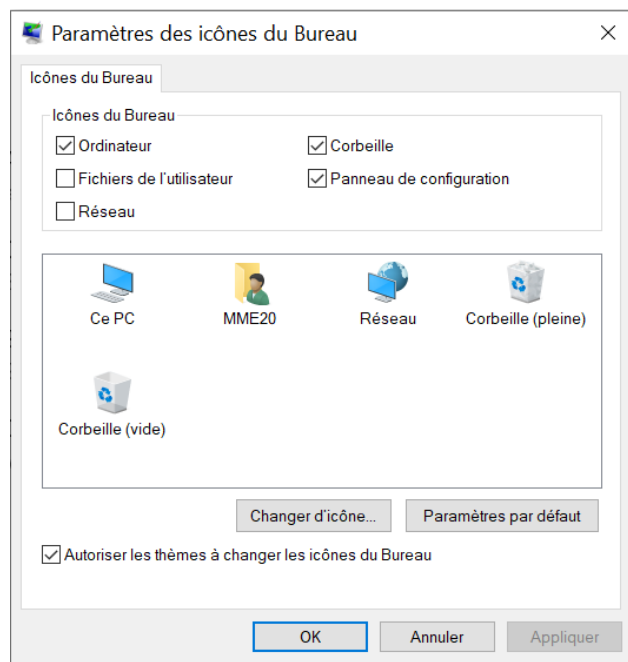 Paramètres des icônes du Bureau
Icônes du Bureau
Icônes du Bureau
Ordinateur
Corbeille
Fichiers de l'utilisateur
Panneau de configuration
Réseau
Ce PC
MME20
Réseau
Corbeille (pleine)
Corbeille (vide)
Changer d'icône...
Paramètres par défaut
Autoriser les thèmes à changer les icônes du Bureau
OK
Annuler
Appliquer